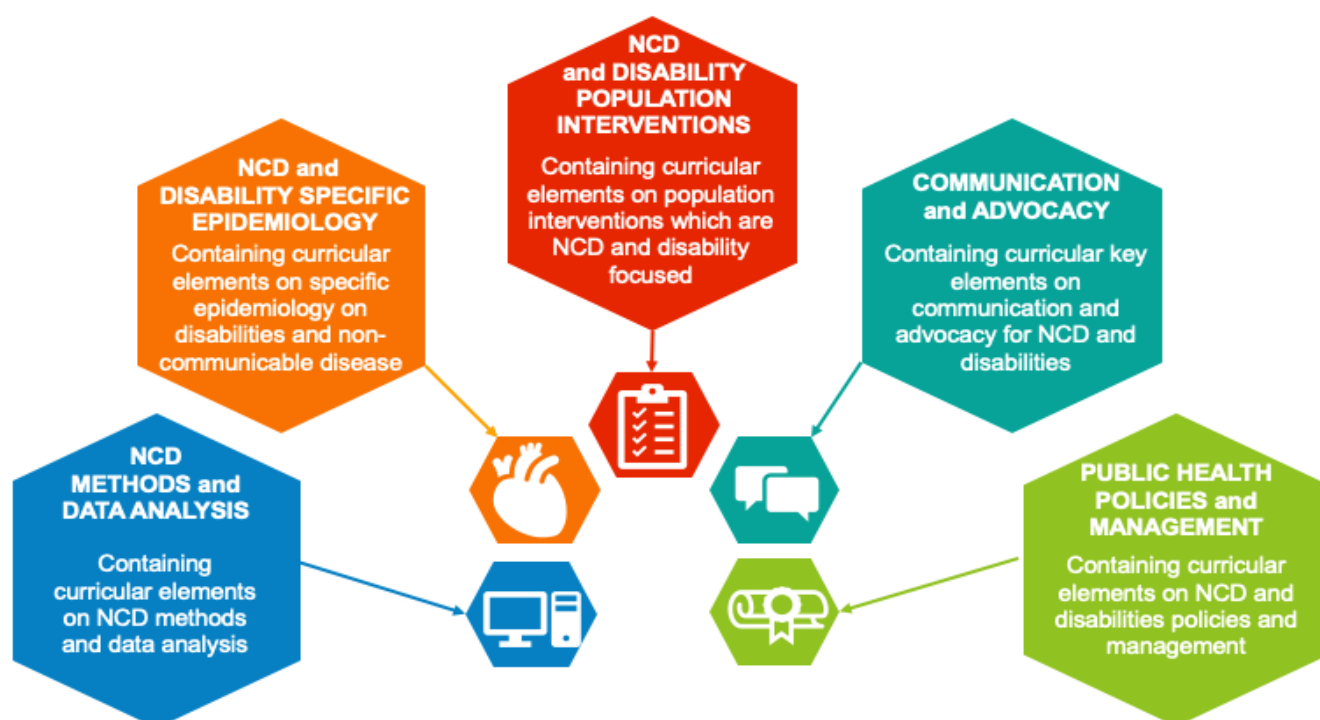 NCD
and DISABILITY
POPULATION
INTERVENTIONS
Containing curricular
elements on population
interventions which are
NCD and disability
focused
NCD and
DISABILITY SPECIFIC
EPIDEMIOLOGY
Containing curricular
elements on specific
epidemiology on
disabilities and non-
communicable disease
COMMUNICATION
and ADVOCACY
Containing curricular key
elements on
communication and
advocacy for NCD and
disabilities
NCD
METHODS and
DATA ANALYSIS
Containing
curricular elements
on NCD methods
and data analysis
PUBLIC HEALTH
POLICIES and
MANAGEMENT
Containing curricular
elements on NCD and
disabilities policies and
management